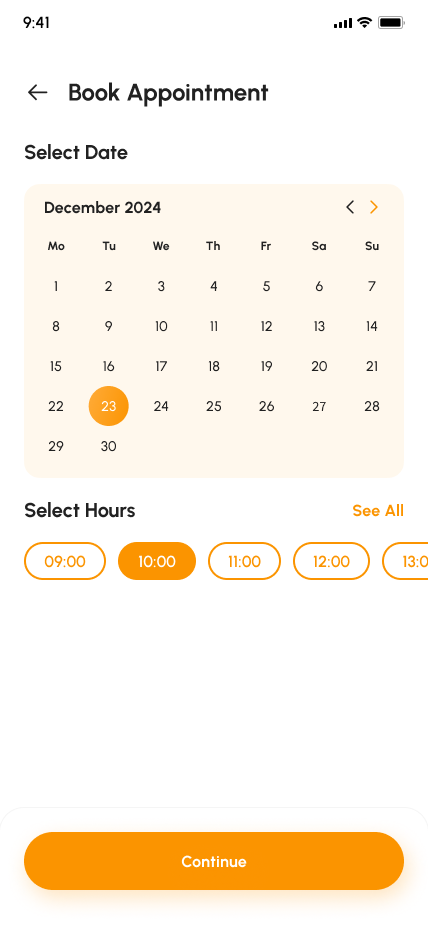 9:41
Book Appointment
Select Date
December 2024
Mo Tu We Th Fr Sa Su
1 2 3 4 5 6 7
8 9 10 11 12 13 14
15 16 17 18 19 20 21
22 23 24 25 26 27 28
29 30
Select Hours See All
09:00 10:00 11:00 12:00 13:0
Continue